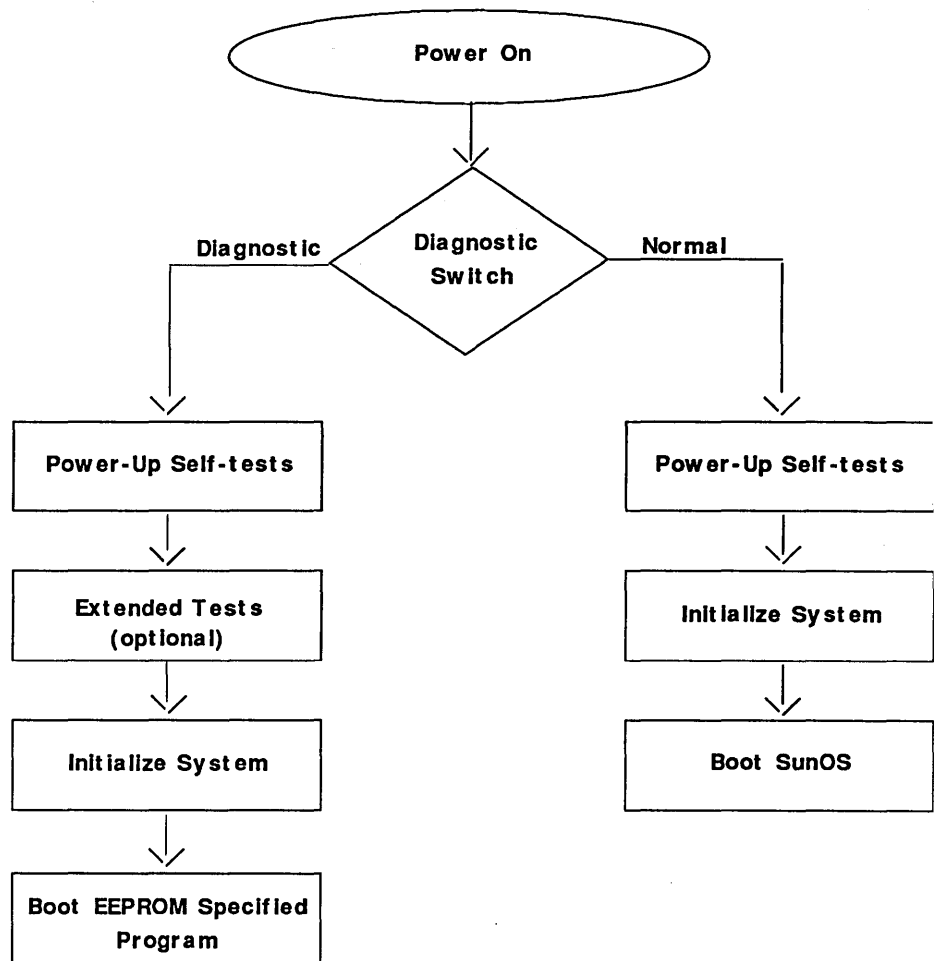 Power On
Diagnostic
Diagnostic
Switch
Normal
Power-Up Self-tests
Power-Up Self-tests
Extended Tests
(optional)
Initialize System
Initialize System
Boot SunOS
Boot EEPROM Specified
Program